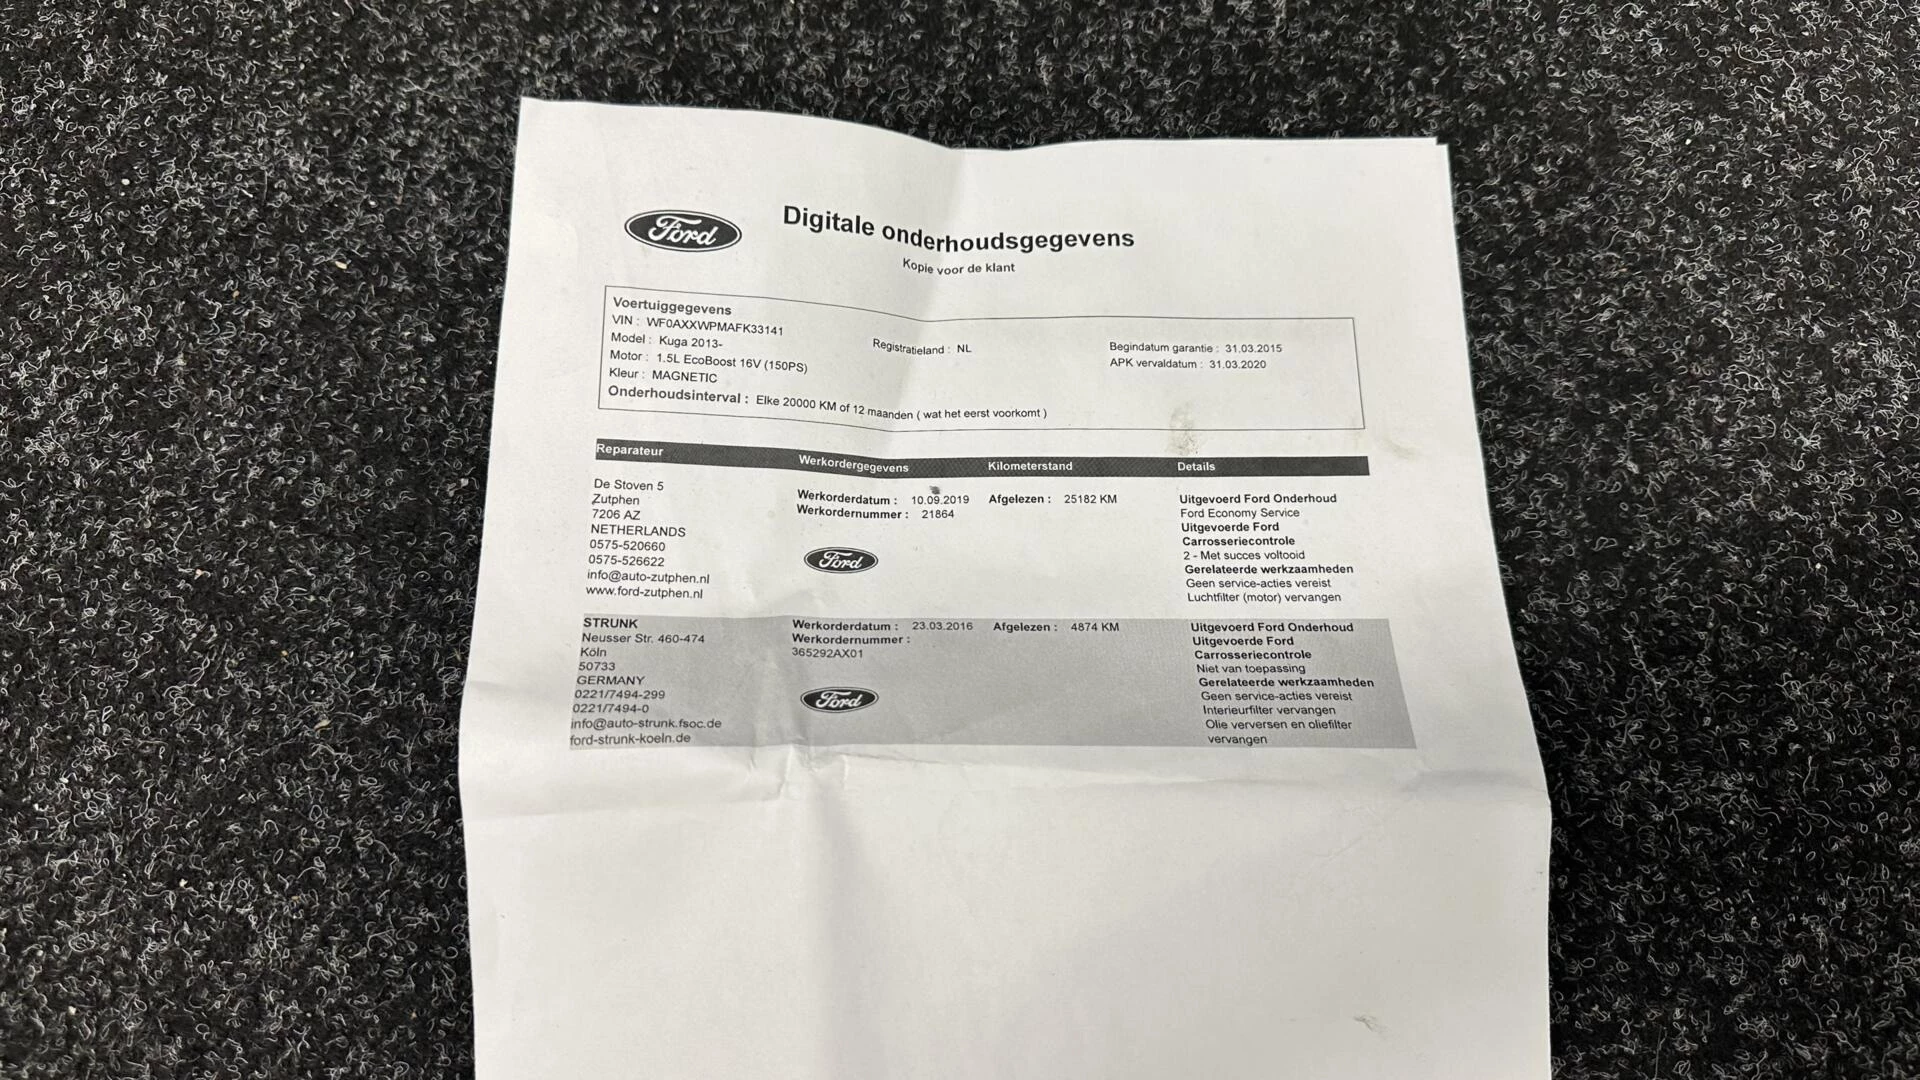 Ford
Digitale onderhoudsgegevens
Kopie voor de klant
Voertuiggegevens
VIN : WF0AXXWPMAFK33141
Model : Kuga 2013-
Registratieland : NL
Begindatum garantie : 31.03.2015
Motor : 1.5L EcoBoost 16V (150PS)
APK vervaldatum : 31.03.2020
Kleur : MAGNETIC
Onderhoudsinterval : Elke 20000 KM of 12 maanden ( wat het eerst voorkomt )
Reparateur Werkordergegevens Kilometerstand Details
De Stoven 5
Zutphen
7206 AZ
NETHERLANDS
0575-520660
0575-526622
info@auto-zutphen.nl
www.ford-zutphen.nl
Werkorderdatum : 10.09.2019
Werkordernummer : 21864
Ford
Afgelezen : 25182 KM
Uitgevoerd Ford Onderhoud
Ford Economy Service
Uitgevoerde Ford
Carrosseriecontrole
2 - Met succes voltooid
Gerelateerde werkzaamheden
Geen service-acties vereist
Luchtfilter (motor) vervangen
STRUNK
Neusser Str. 460-474
Köln
50733
GERMANY
0221/7494-299
0221/7494-0
info@auto-strunk.fsoc.de
ford-strunk-koeln.de
Werkorderdatum : 23.03.2016
Werkordernummer :
365292AX01
Ford
Afgelezen : 4874 KM
Uitgevoerd Ford Onderhoud
Uitgevoerde Ford
Carrosseriecontrole
Niet van toepassing
Gerelateerde werkzaamheden
Geen service-acties vereist
Interieurfilter vervangen
Olie verversen en oliefilter
vervangen